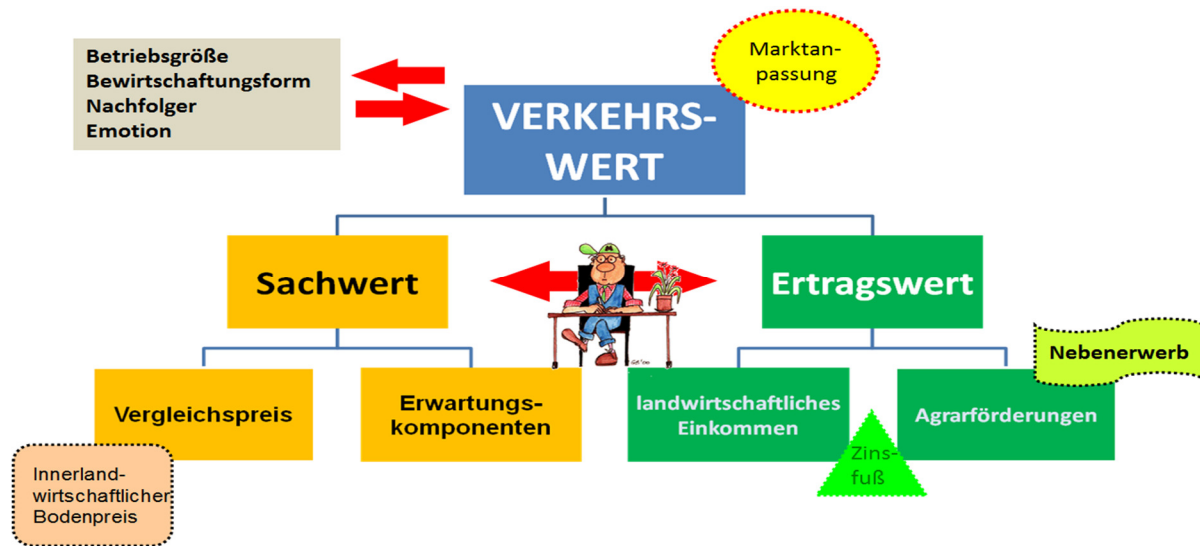 Betriebsgröße
Bewirtschaftungsform
Nachfolger
Emotion
Marktan-
passung
VERKEHRS-
WERT
Sachwert
Ertragswert
Nebenerwerb
Vergleichspreis
Erwartungs-
komponenten
landwirtschaftliches
Einkommen
Agrarförderungen
Zins-
fuß
Innerland-
wirtschaftlicher
Bodenpreis